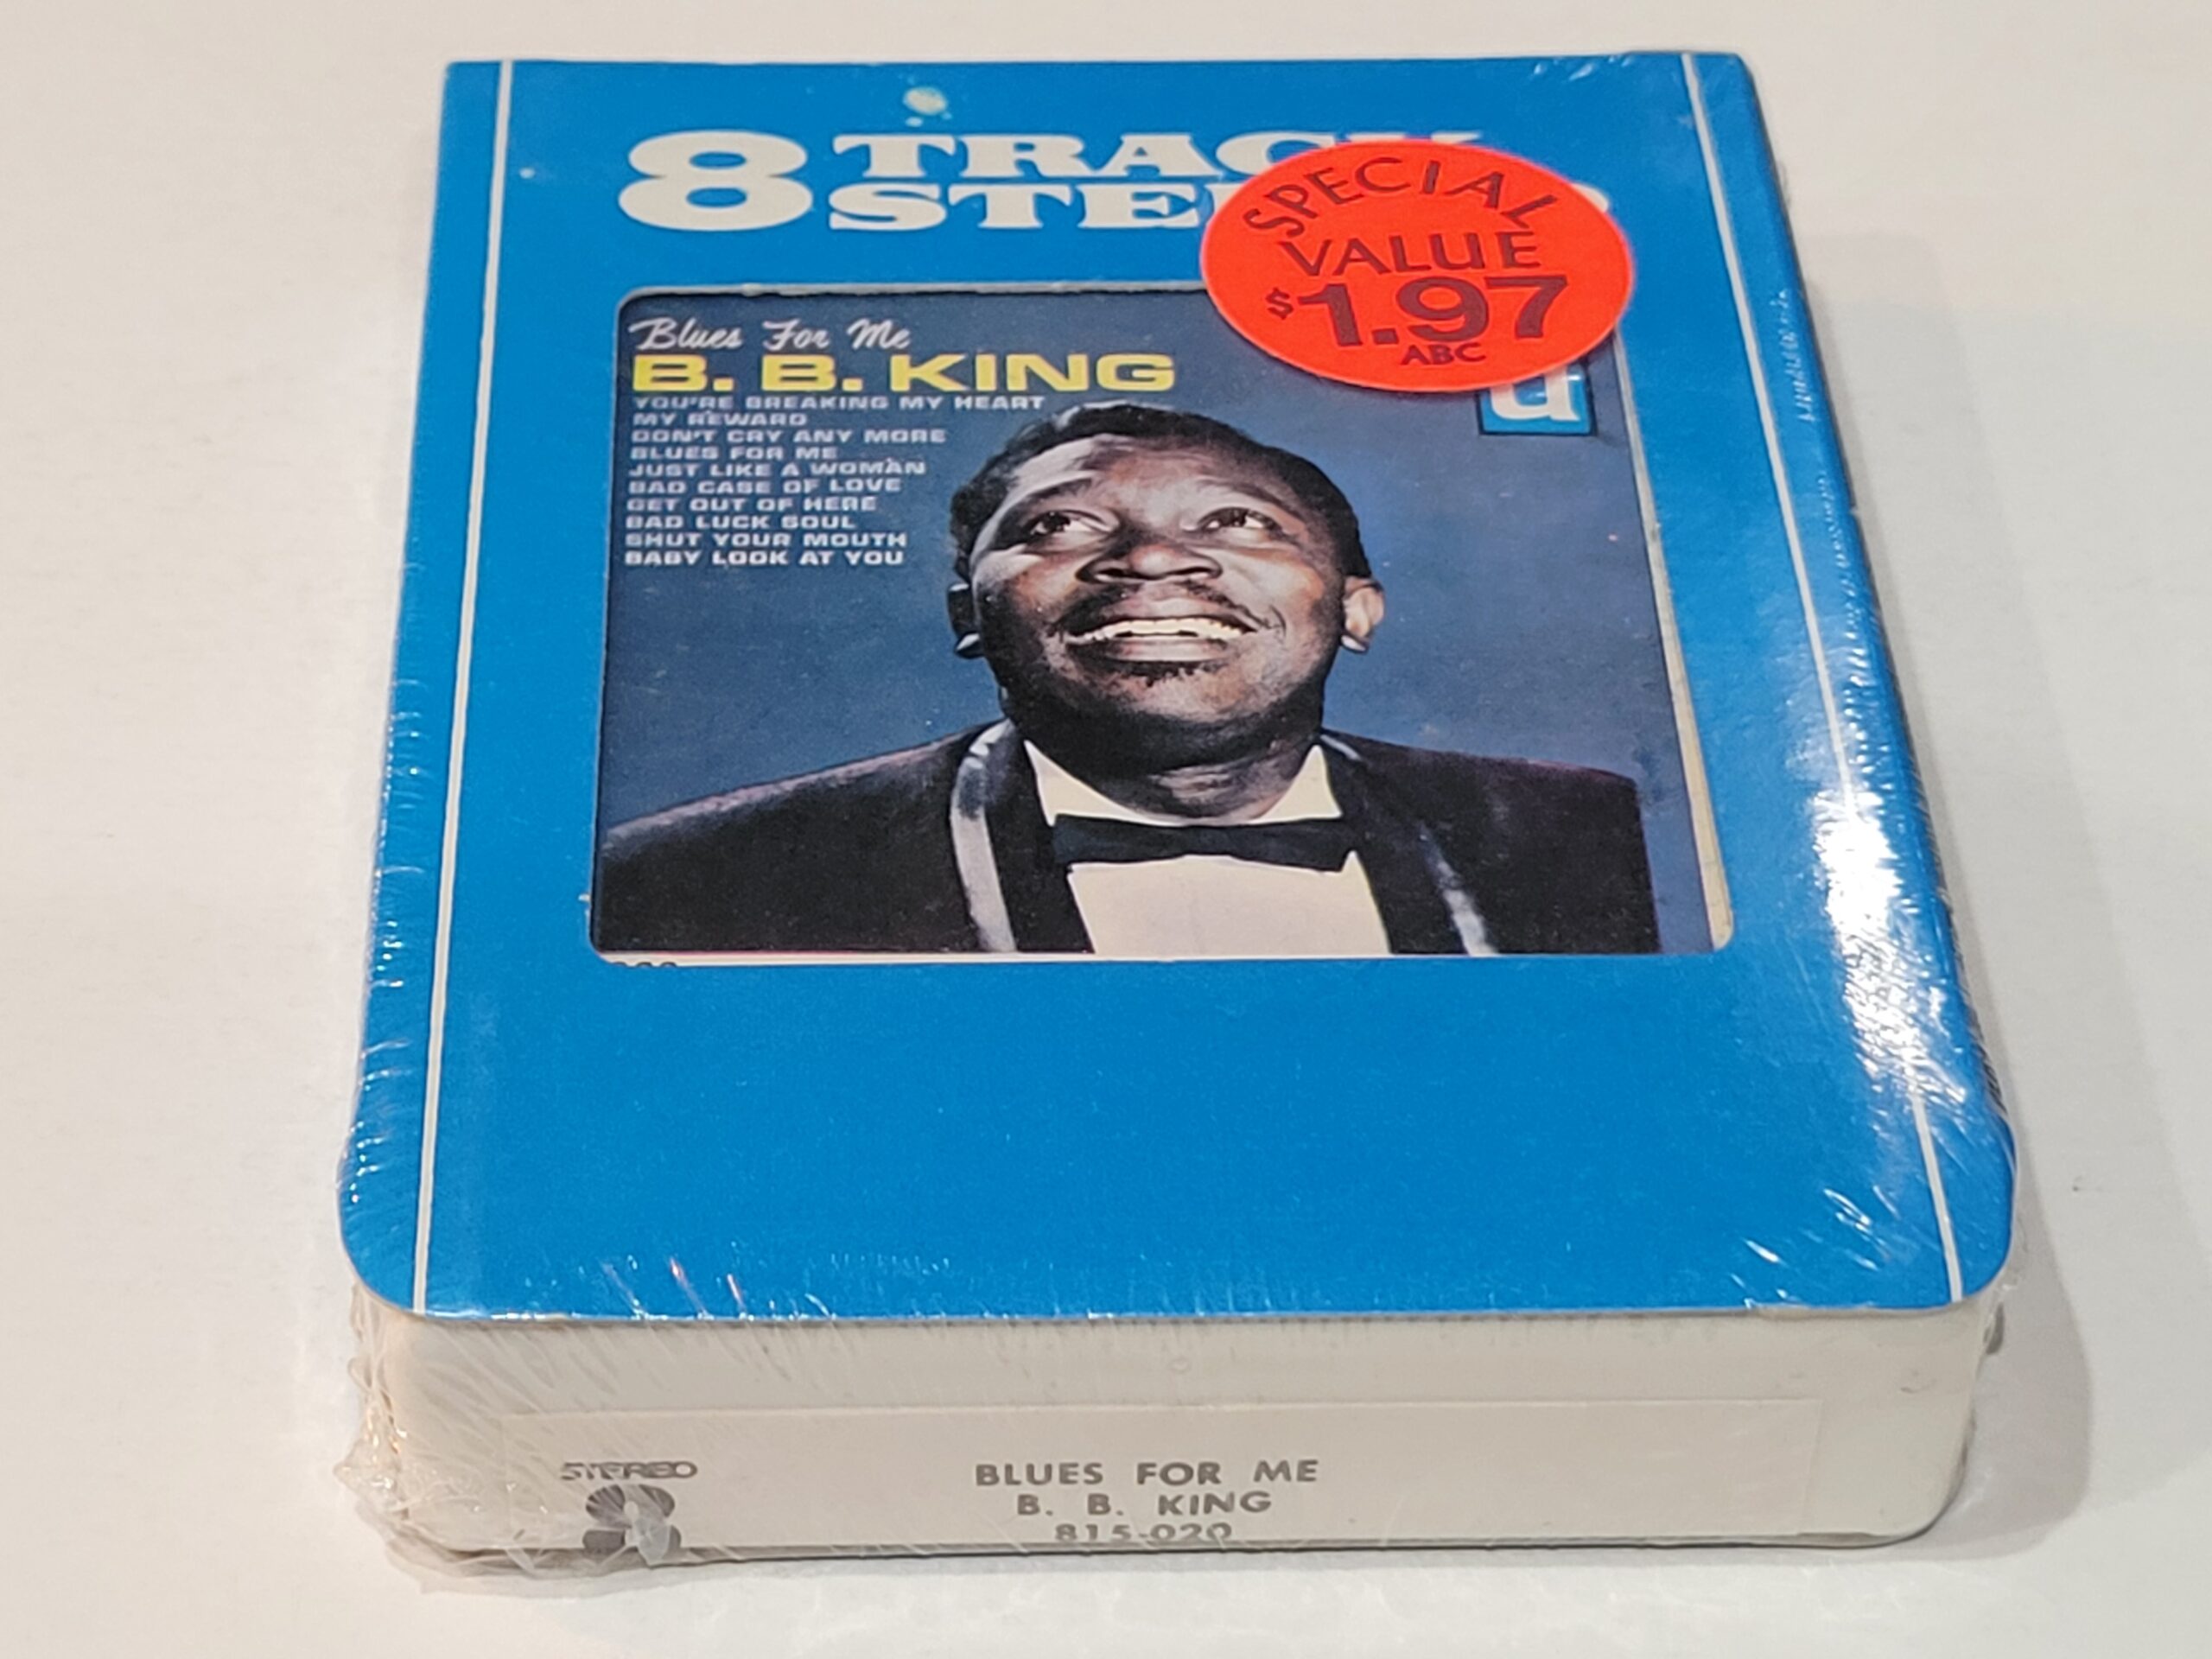 8 TRACK
STE
SPECIAL
VALUE
$1.97
ABC
Blues For Me
B. B. KING
YOU'RE BREAKING MY HEART
MY REWARD
DON'T CRY ANY MORE
BLUES FOR ME
JUST LIKE A WOMAN
BAD CASE OF LOVE
GET OUT OF HERE
BAD LUCK SOUL
SHUT YOUR MOUTH
BABY LOOK AT YOU
u
STEREO
8
BLUES FOR ME
B. B. KING
815-020